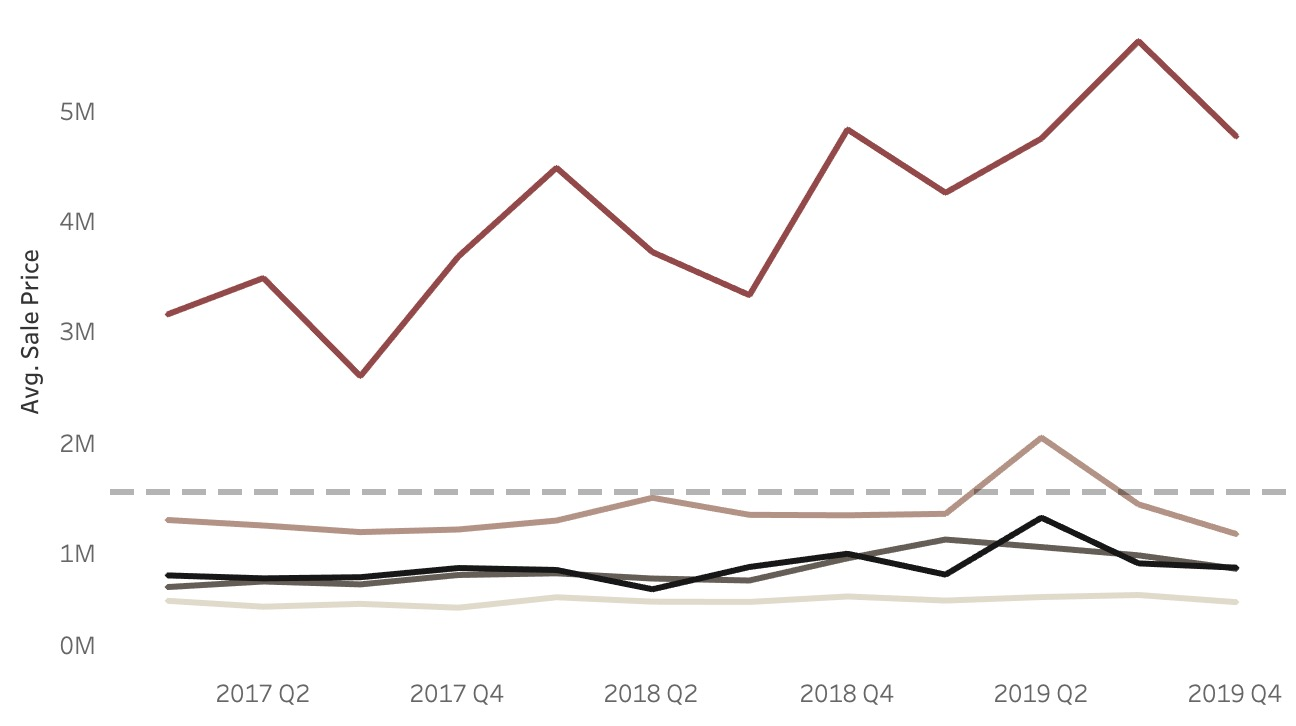 5M
4M
3M
2M
1M
0M
Avg. Sale Price
2017 Q2
2017 Q4
2018 Q2
2018 Q4
2019 Q2
2019 Q4